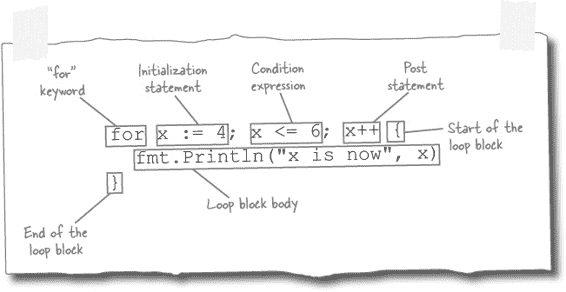 "for"
keyword
Initialization
statement
Condition
expression
Post
statement
for x := 4; x <= 6; x++ {
Start of the
loop block
fmt.Println("x is now", x)
}
Loop block body
End of the
loop block